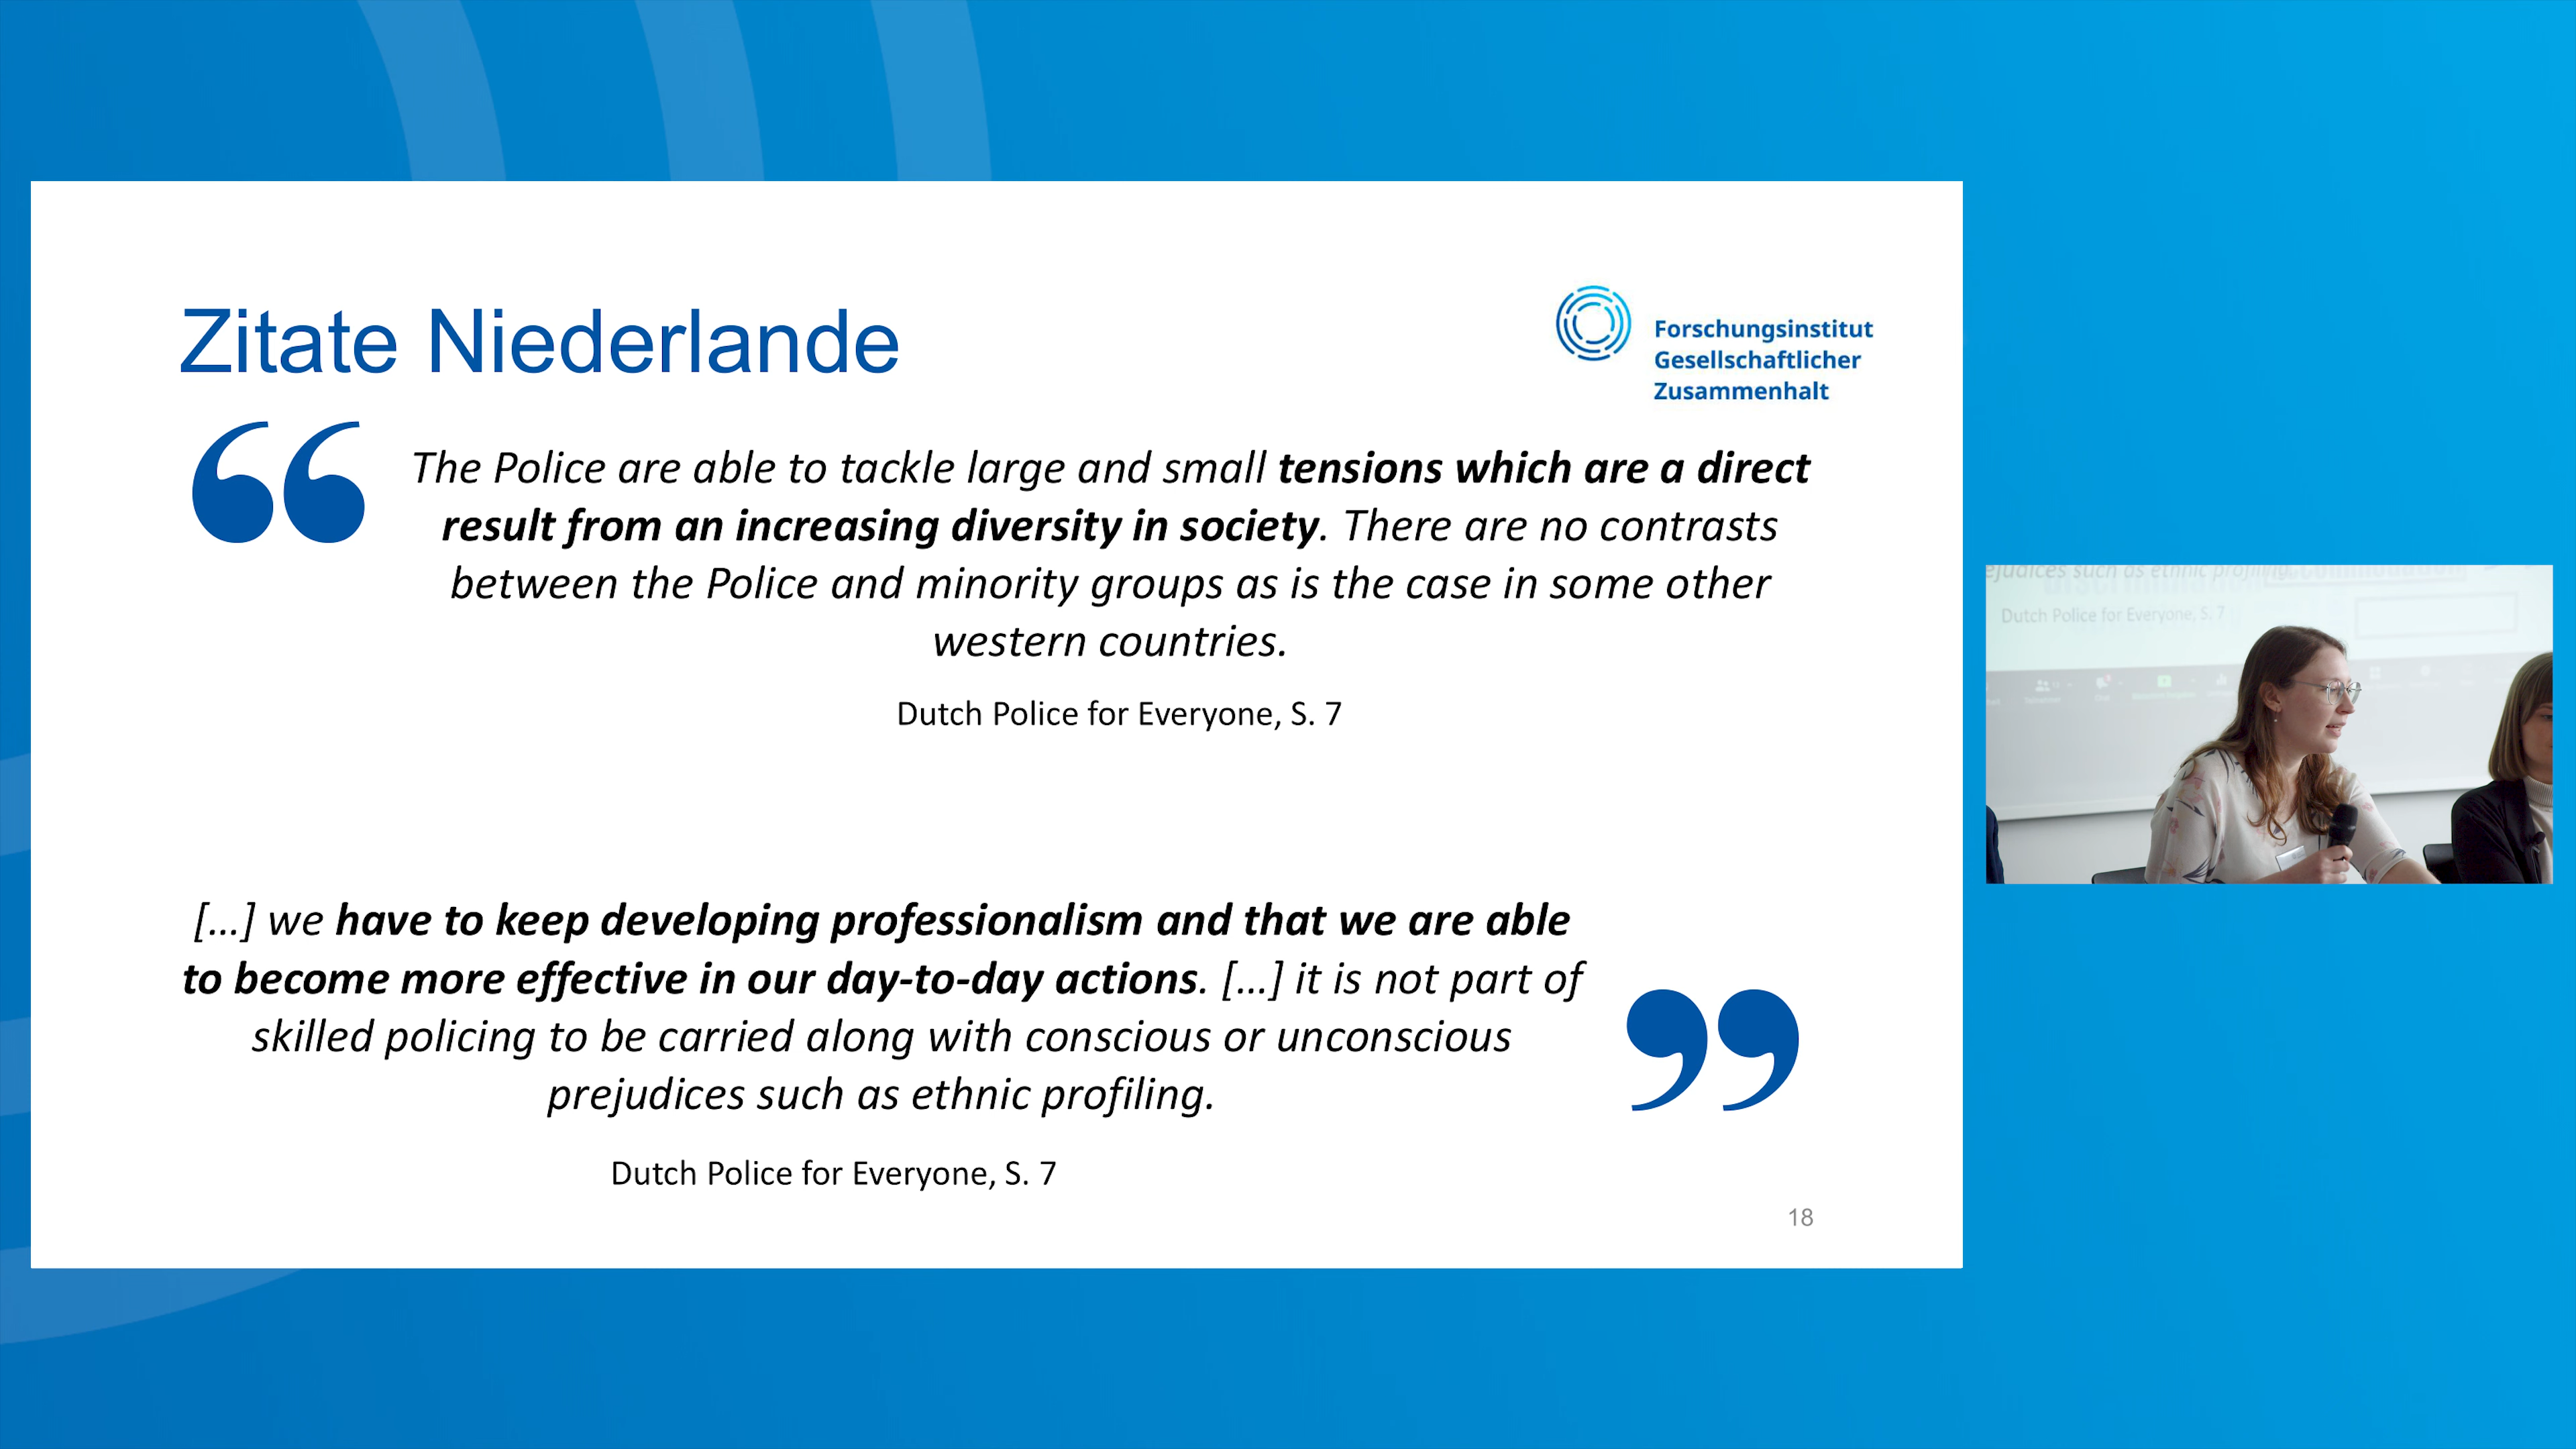 Zitate Niederlande
Forschungsinstitut
Gesellschaftlicher
Zusammenhalt
The Police are able to tackle large and small tensions which are a direct
result from an increasing diversity in society. There are no contrasts
between the Police and minority groups as is the case in some other
western countries.
Dutch Police for Everyone, S. 7
[...] we have to keep developing professionalism and that we are able
to become more effective in our day-to-day actions. [...] it is not part of
skilled policing to be carried along with conscious or unconscious
prejudices such as ethnic profiling.
Dutch Police for Everyone, S. 7
18
ejudices such as ethnic profiling.
Dutch Police for Everyone, S. 7